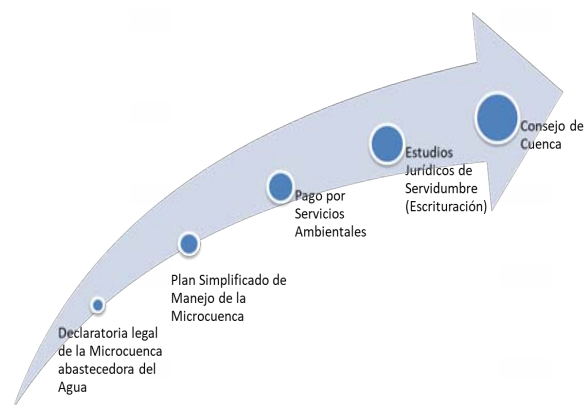 Declaratoria legal
de la Microcuenca
abastecedora del
Agua
Plan Simplificado de
Manejo de la
Microcuenca
Pago por
Servicios
Ambientales
Estudios
Jurídicos de
Servidumbre
(Escrituración)
Consejo de
Cuenca